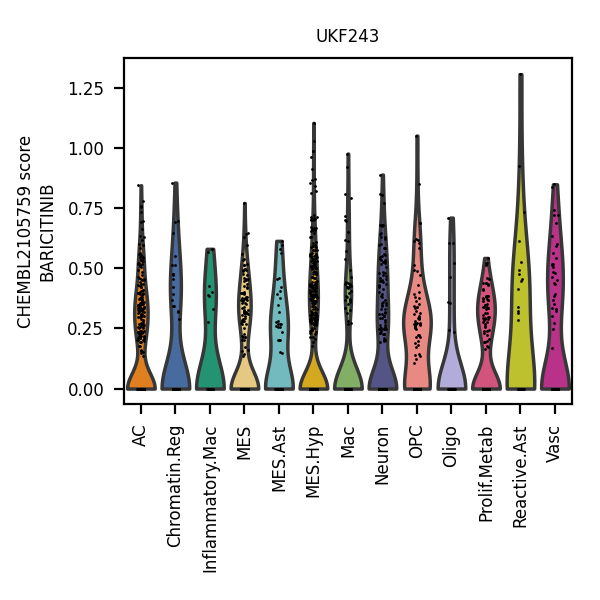 UKF243
CHEMBL2105759 score
BARICITINIB
1.25
1.00
0.75
0.50
0.25
0.00
AC
Chromatin.Reg
Inflammatory.Mac
MES
MES.Ast
MES.Hyp
Mac
Neuron
OPC
Oligo
Prolif.Metab
Reactive.Ast
Vasc